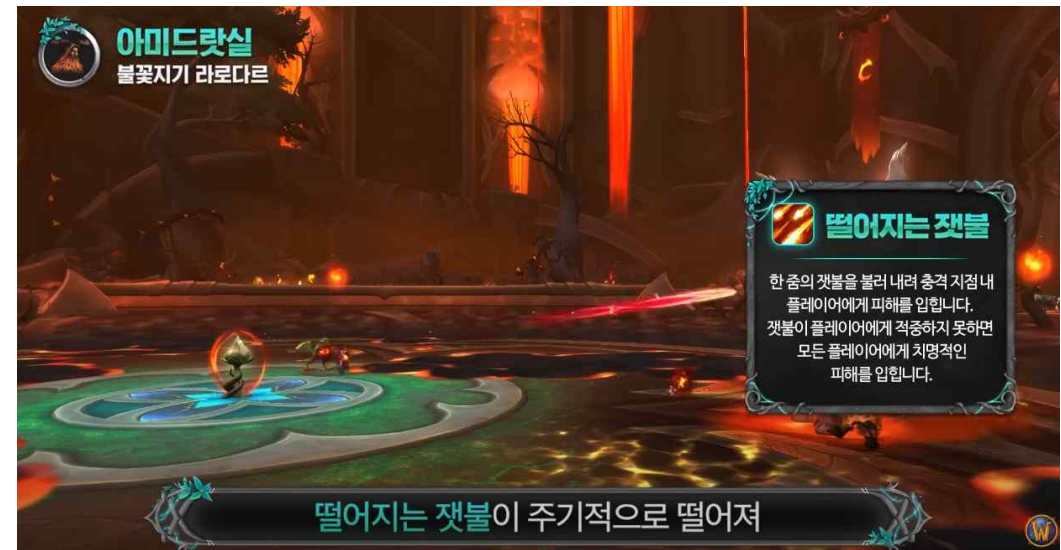 아미드랏실
불꽃지기 라로다르
떨어지는 잿불
한 줌의 잿불을 불러 내려 충격 지점 내
플레이어에게 피해를 입힙니다.
잿불이 플레이어에게 적중하지 못하면
모든 플레이어에게 치명적인
피해를 입힙니다.
떨어지는 잿불이 주기적으로 떨어져
W